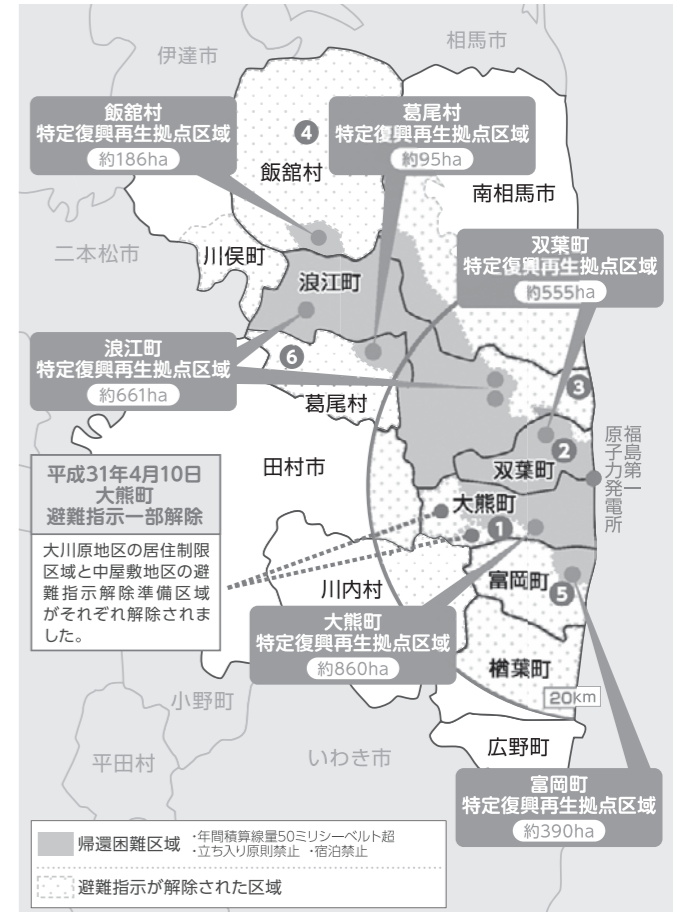 相馬市
伊達市
飯舘村
特定復興再生拠点区域
約186ha
葛尾村
特定復興再生拠点区域
約95ha
4
飯舘村
南相馬市
双葉町
特定復興再生拠点区域
約555ha
二本松市
川俣町
浪江町
浪江町
特定復興再生拠点区域
約661ha
6
葛尾村
3
田村市
2
双葉町
福島第一
原子力発電所
平成31年4月10日
大熊町
避難指示一部解除
大川原地区の居住制限
区域と中屋敷地区の避
難指示解除準備区域
がそれぞれ解除されま
した。
大熊町
1
川内村
富岡町
5
大熊町
特定復興再生拠点区域
約860ha
楢葉町
20km
小野町
平田村
いわき市
広野町
富岡町
特定復興再生拠点区域
約390ha
帰還困難区域
・年間積算線量50ミリシーベルト超
・立ち入り原則禁止 ・宿泊禁止
避難指示が解除された区域